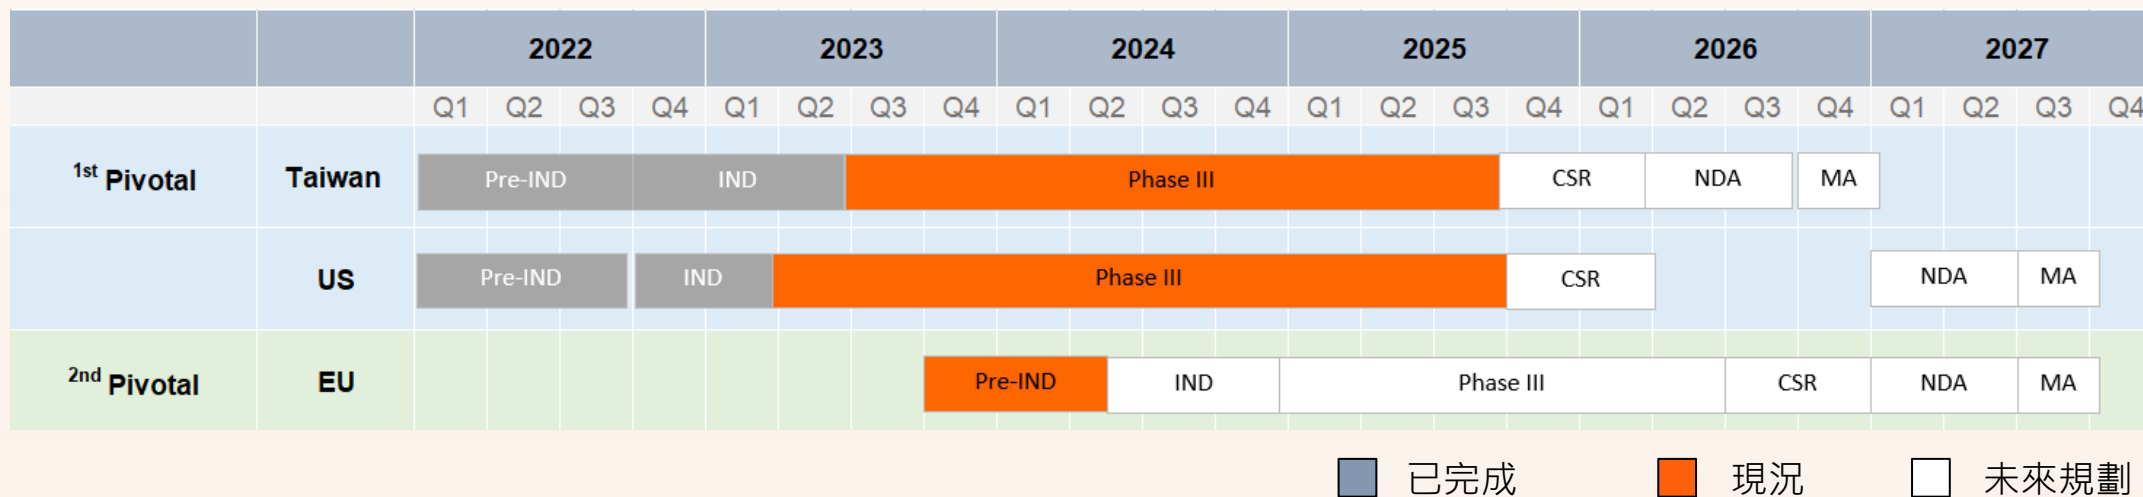 2022 2023 2024 2025 2026 2027
Q1 Q2 Q3 Q4 Q1 Q2 Q3 Q4 Q1 Q2 Q3 Q4 Q1 Q2 Q3 Q4 Q1 Q2 Q3 Q4 Q1 Q2 Q3 Q4
1st Pivotal Taiwan Pre-IND IND Phase III CSR NDA MA
US Pre-IND IND Phase III CSR NDA MA
2nd Pivotal EU Pre-IND IND Phase III CSR NDA MA
已完成 現況 未來規劃